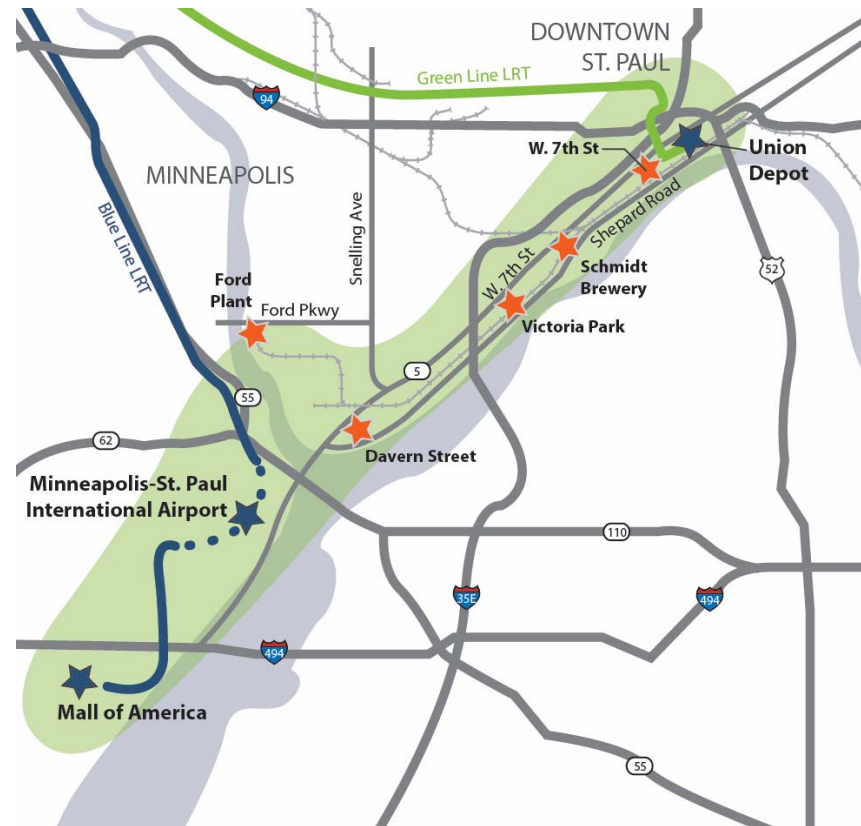 DOWNTOWN
ST. PAUL
Green Line LRT
94
W. 7th St
Union
Depot
MINNEAPOLIS
Blue Line LRT
Snelling Ave
Shepard Road
W. 7th St
Schmidt
Brewery
52
Ford
Plant
Ford Pkwy
Victoria Park
5
55
62
Davern Street
Minneapolis-St. Paul
International Airport
110
35E
494
494
Mall of America
55